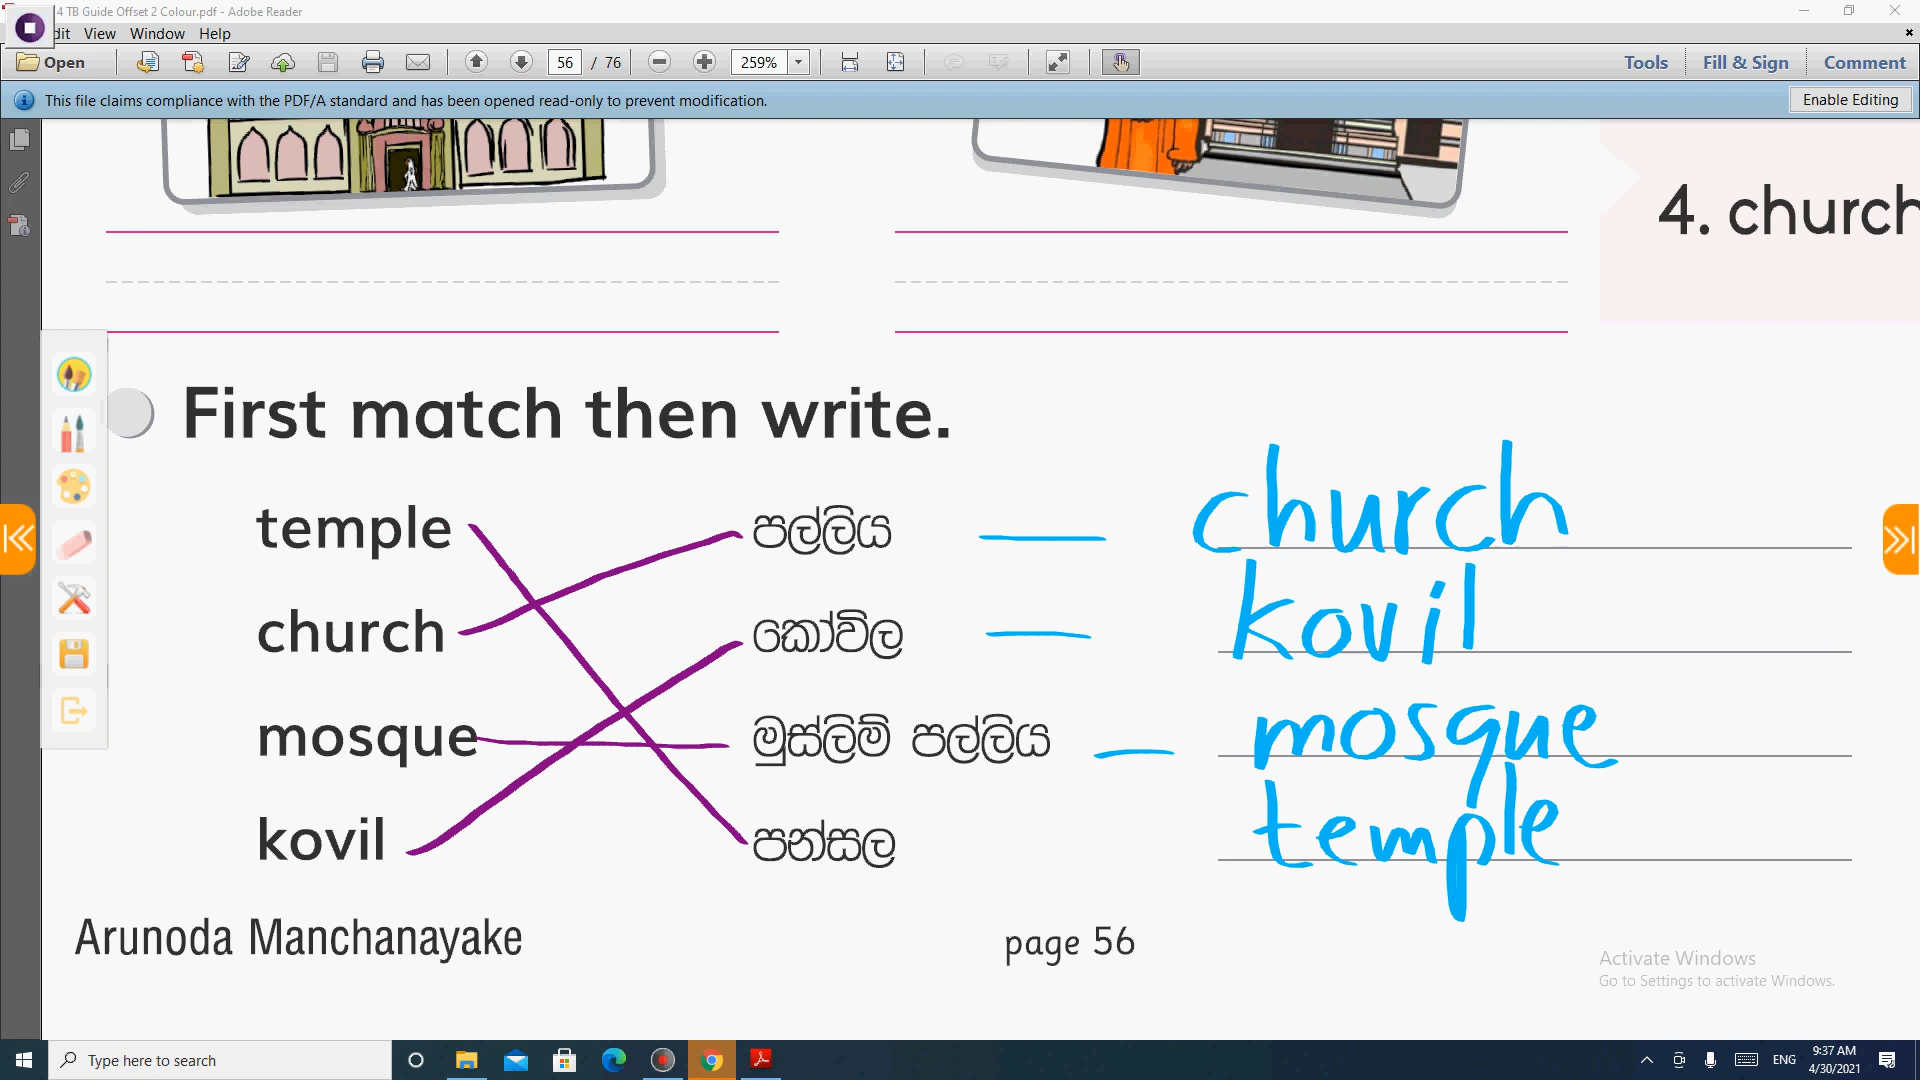 4 TB Guide Offset 2 Colour.pdf - Adobe Reader
dit View Window Help
Open 56 / 76 259% Tools Fill & Sign Comment
This file claims compliance with the PDF/A standard and has been opened read-only to prevent modification. Enable Editing
4. church
First match then write.
temple පල්ලිය — church
church කෝවිල — kovil
mosque මුස්ලිම් පල්ලිය — mosque
kovil පන්සල temple
Arunoda Manchanayake page 56
Activate Windows
Go to Settings to activate Windows.
Type here to search ENG 9:37 AM
4/30/2021